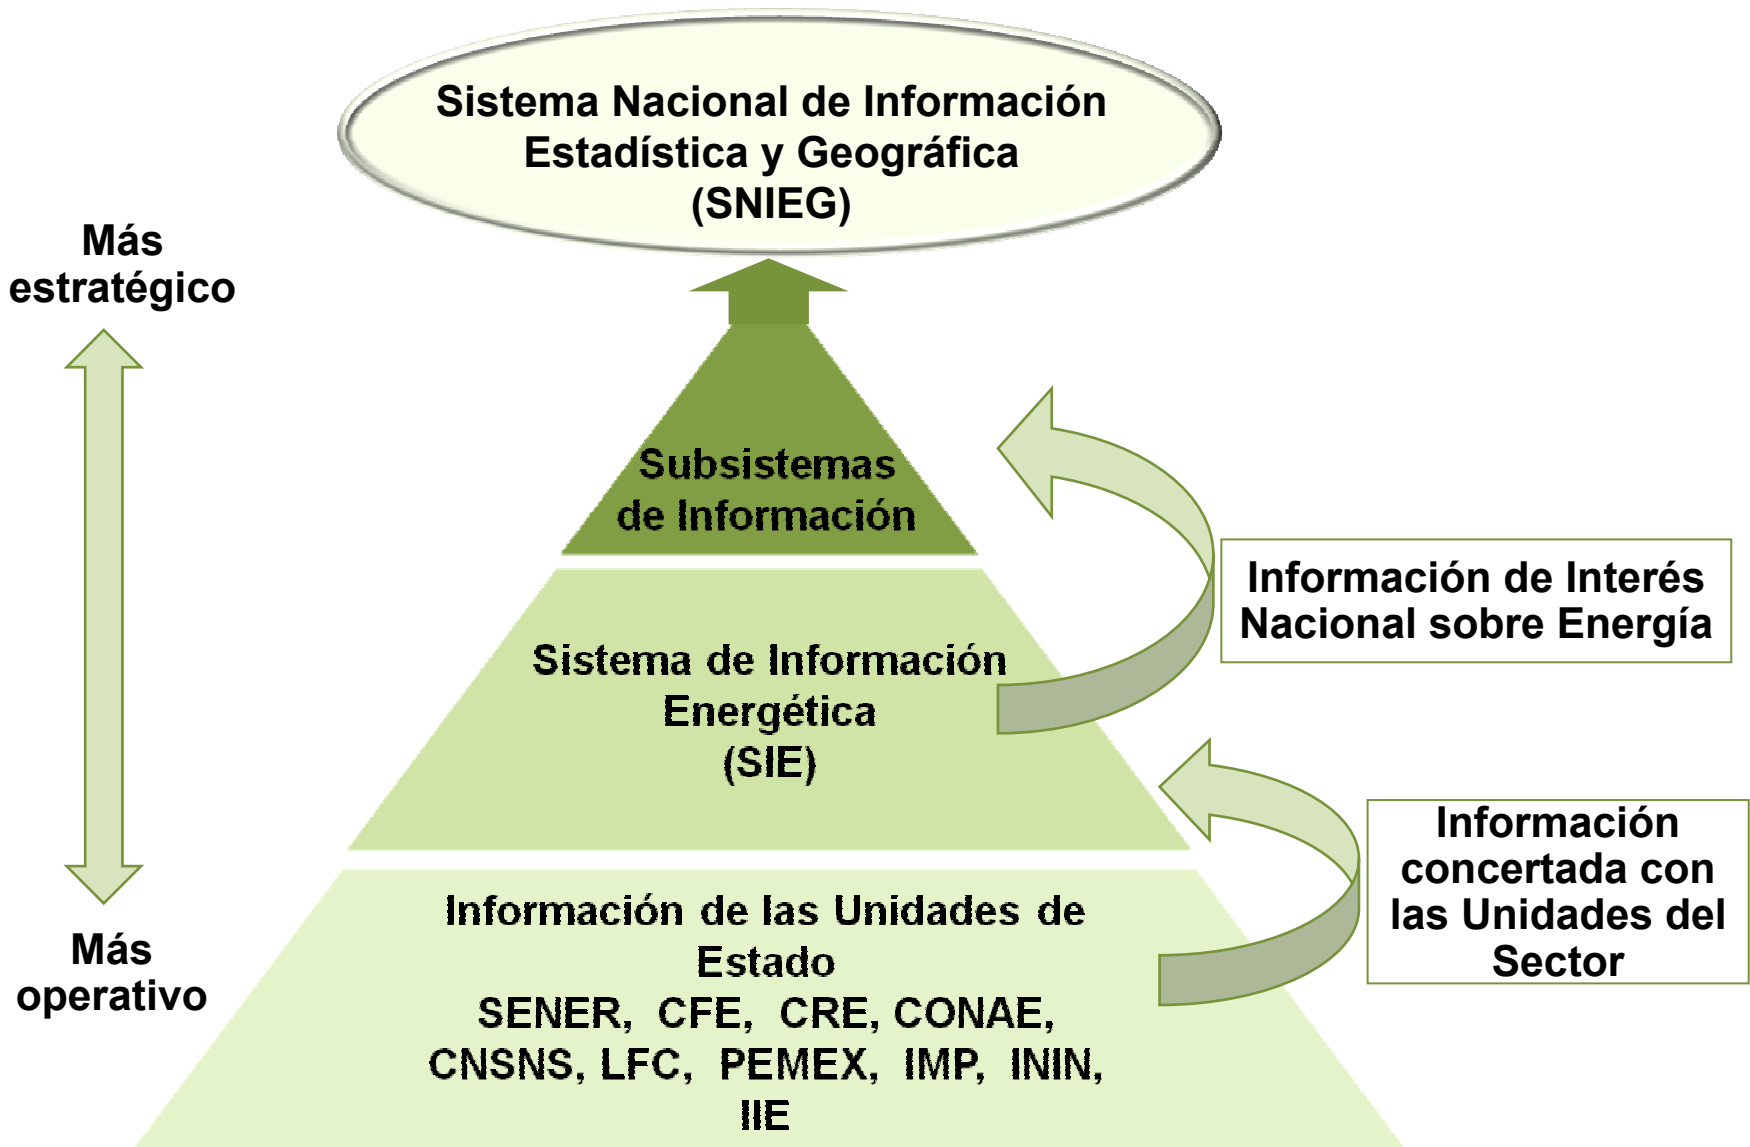 Sistema Nacional de Información
Estadística y Geográfica
(SNIEG)
Más
estratégico
Subsistemas
de Información
Información de Interés
Nacional sobre Energía
Sistema de Información
Energética
(SIE)
Información
concertada con
las Unidades del
Sector
Información de las Unidades de
Estado
SENER, CFE, CRE, CONAE,
CNSNS, LFC, PEMEX, IMP, ININ,
IIE
Más
operativo